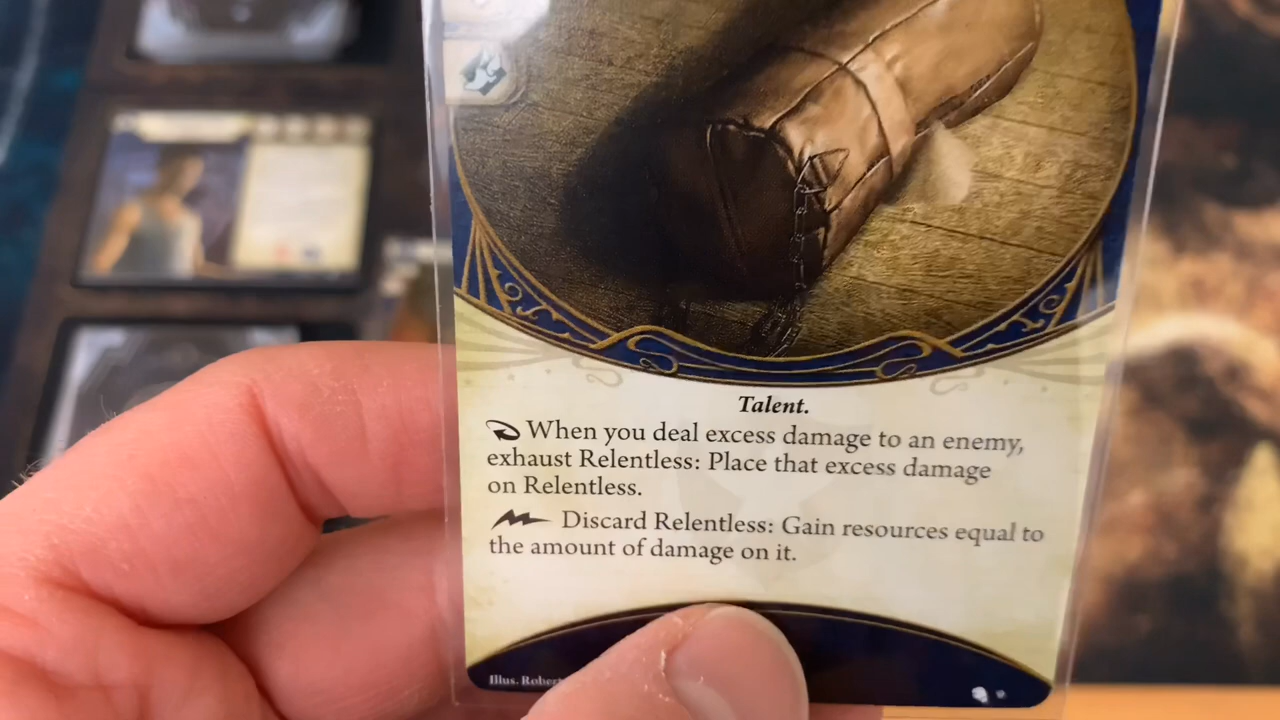 Talent.
When you deal excess damage to an enemy,
exhaust Relentless: Place that excess damage
on Relentless.
Discard Relentless: Gain resources equal to
the amount of damage on it.
Illus. Robert